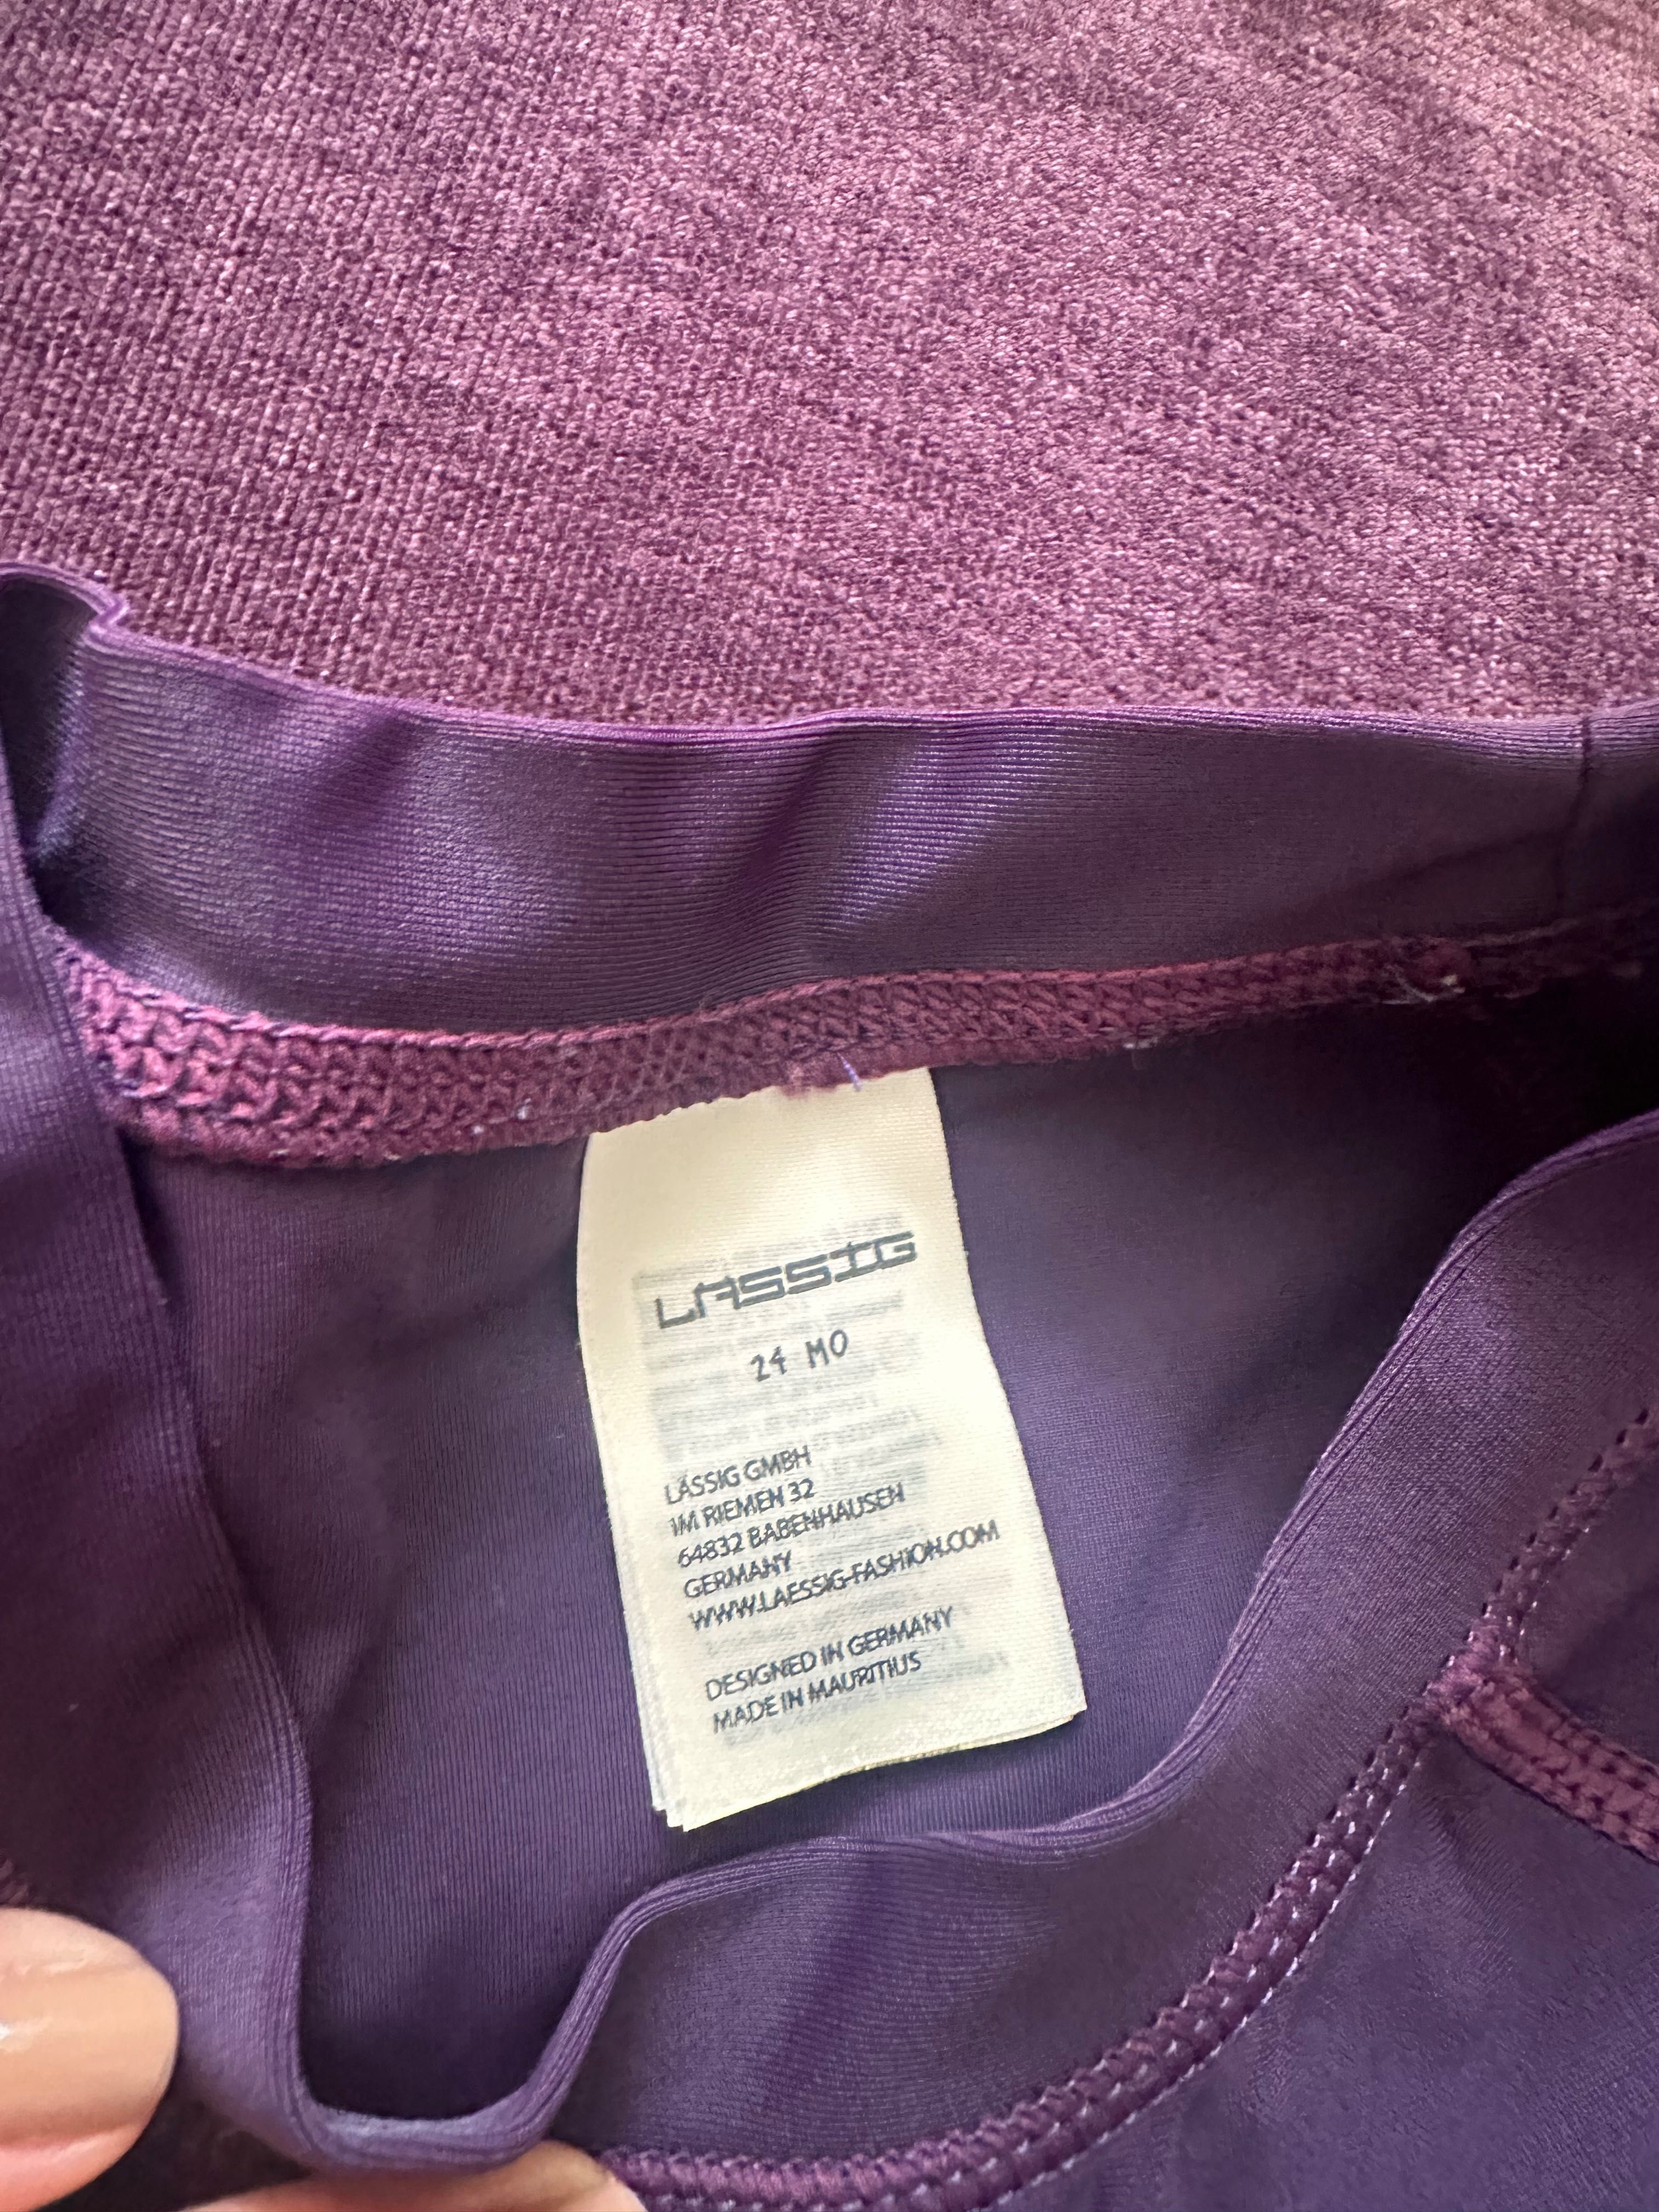 LÄSSIG
24 MO
LÄSSIG GMBH
IM RIEMEN 32
64832 BABENHAUSEN
GERMANY
WWW.LAESSIG-FASHION.COM
DESIGNED IN GERMANY
MADE IN MAURITIUS